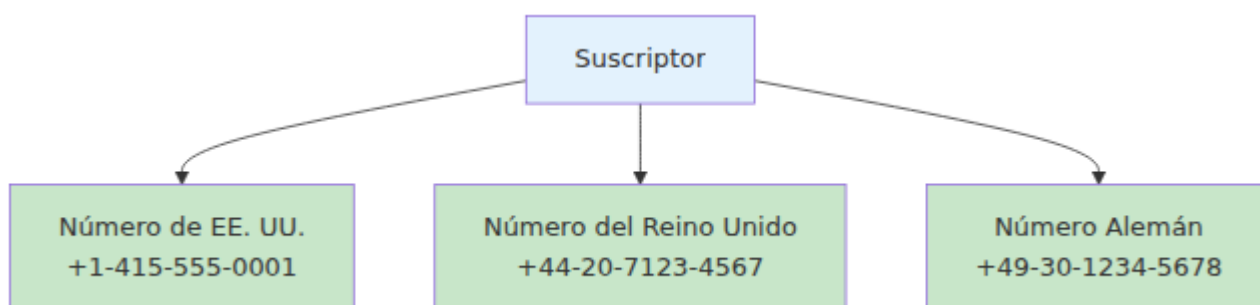 Suscriptor
Número de EE. UU.
+1-415-555-0001
Número del Reino Unido
+44-20-7123-4567
Número Alemán
+49-30-1234-5678